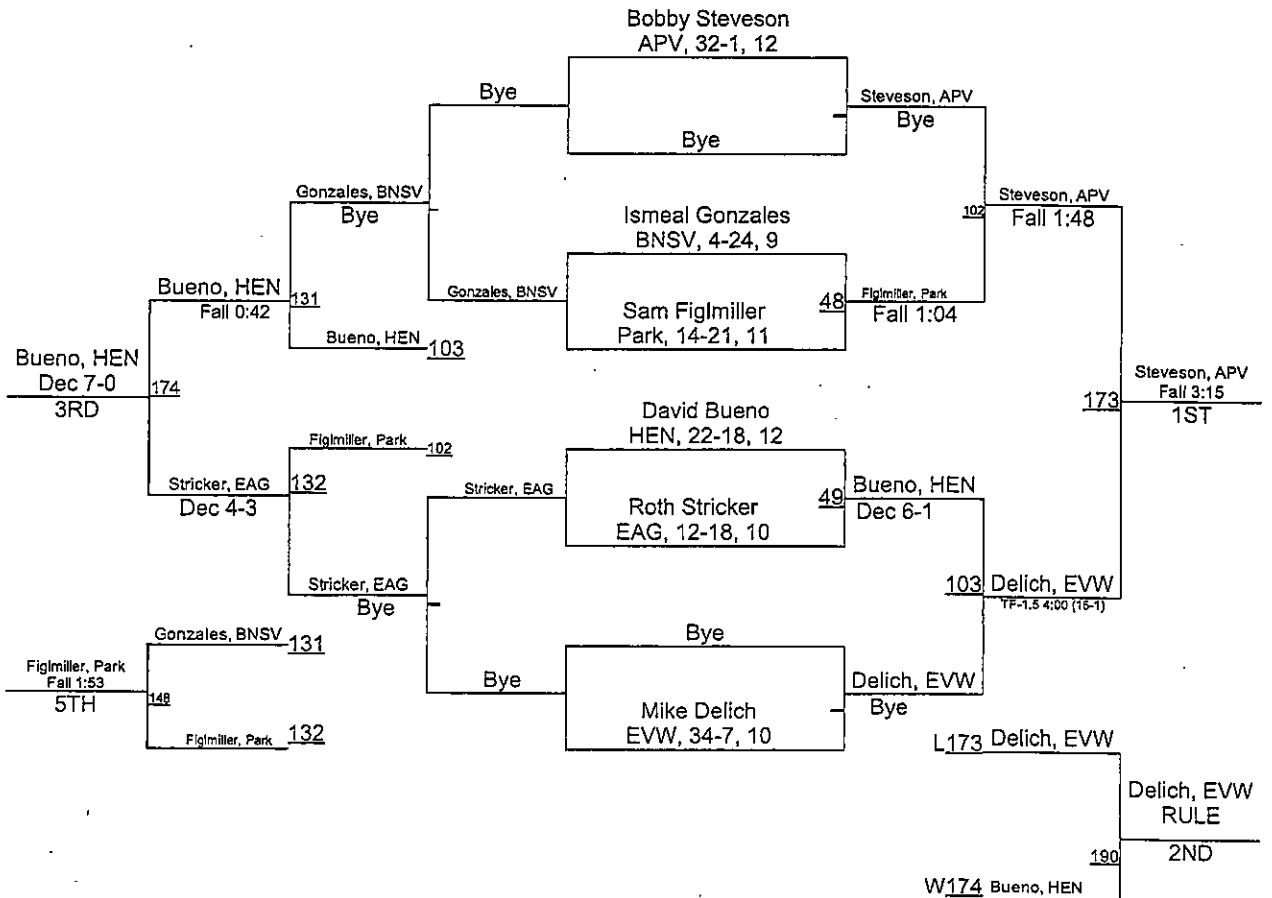 Bobby Steveson
APV, 32-1, 12
Bye
Steveson, APV
Bye
Bye
Gonzales, BNSV
Bye
Ismeal Gonzales
BNSV, 4-24, 9
Steveson, APV
102
Fall 1:48
Bueno, HEN
131
Fall 0:42
Gonzales, BNSV
Sam Figlmiller
Park, 14-21, 11
48
Figlmiller, Park
Fall 1:04
Bueno, HEN
103
Bueno, HEN
Dec 7-0
174
3RD
Steveson, APV
Fall 3:15
173
1ST
David Bueno
HEN, 22-18, 12
Figlmiller, Park
102
Stricker, EAG
132
Dec 4-3
Stricker, EAG
Roth Stricker
EAG, 12-18, 10
Bueno, HEN
49
Dec 6-1
Stricker, EAG
Bye
103
Delich, EVW
TF-1.5 4:00 (15-1)
Gonzales, BNSV
131
Bye
Figlmiller, Park
Fall 1:53
148
5TH
Bye
Mike Delich
EVW, 34-7, 10
Delich, EVW
Bye
Figlmiller, Park
132
L173 Delich, EVW
Delich, EVW
RULE
190
2ND
W174 Bueno, HEN